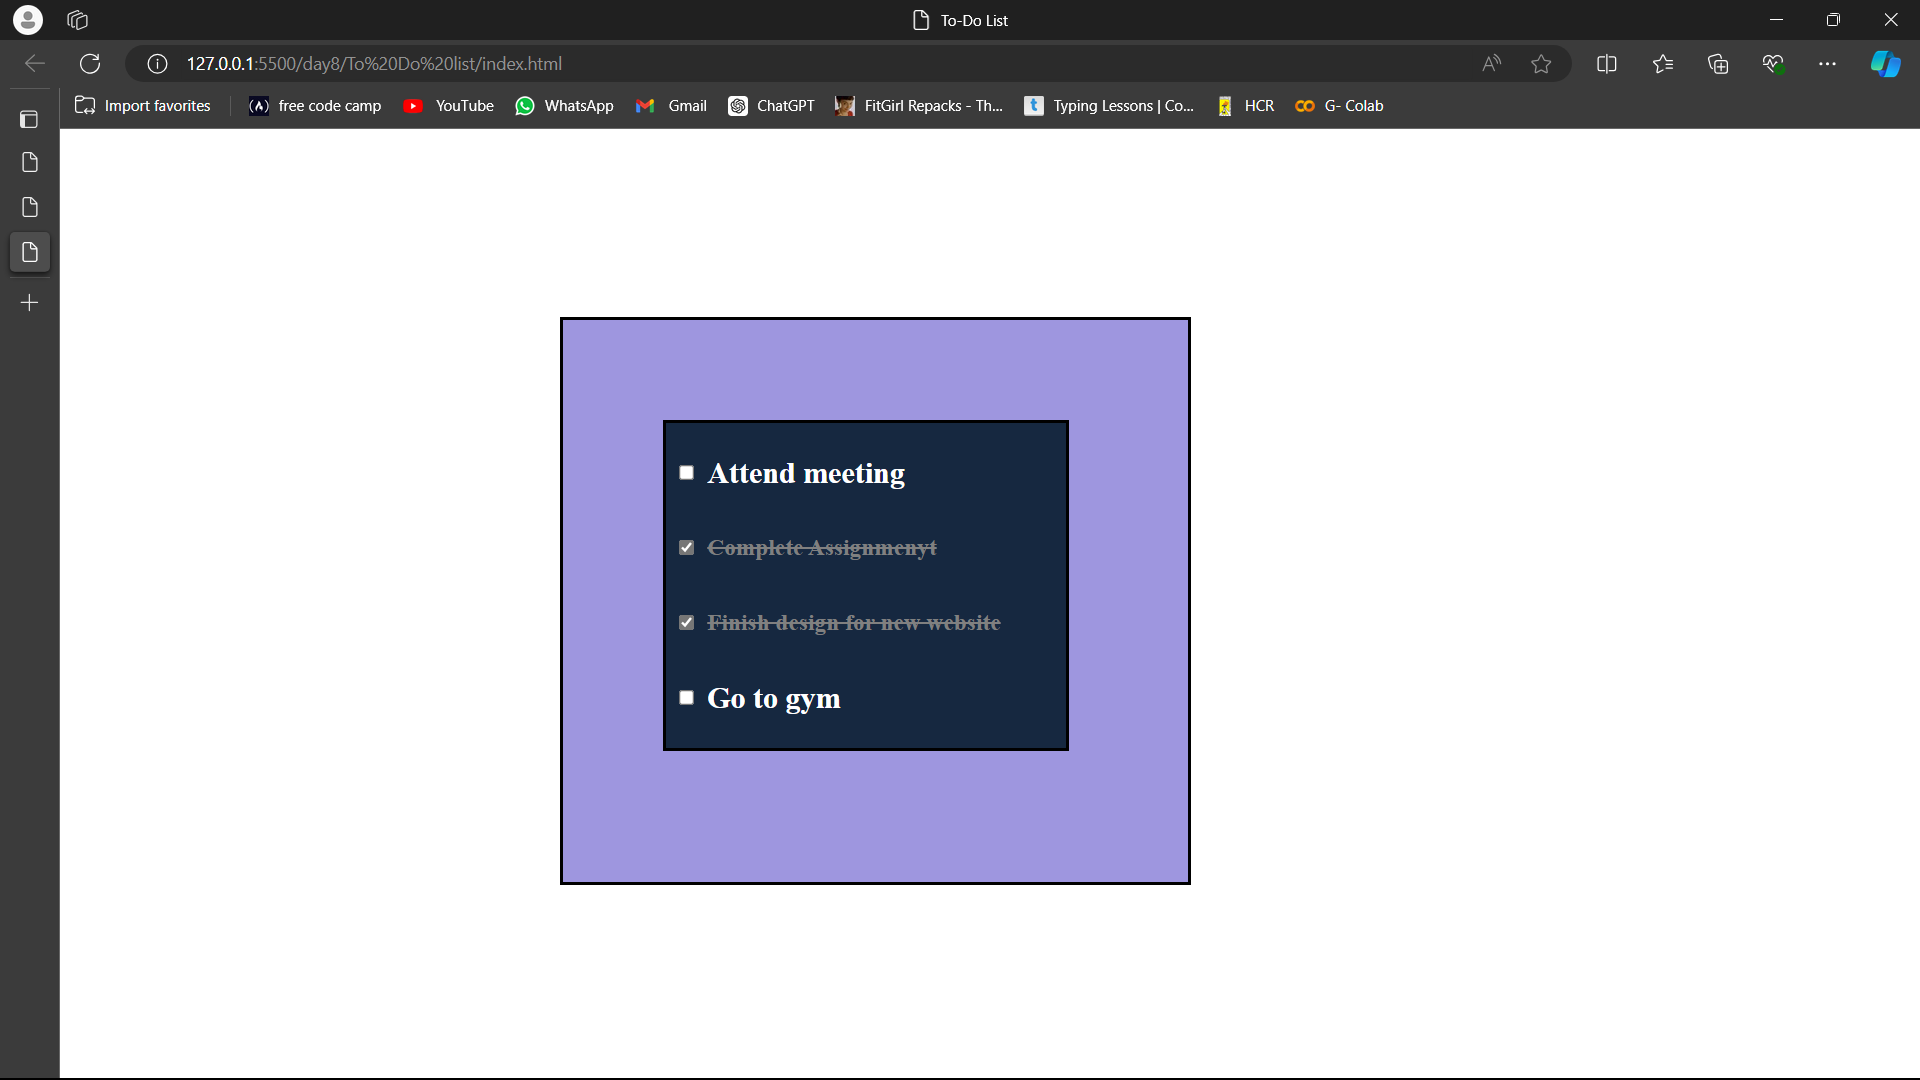 To-Do List
127.0.0.1:5500/day8/To%20Do%20list/index.html
Import favorites free code camp YouTube WhatsApp Gmail ChatGPT FitGirl Repacks - Th... Typing Lessons | Co... HCR G- Colab
Attend meeting
Complete Assignmenyt
Finish design for new website
Go to gym